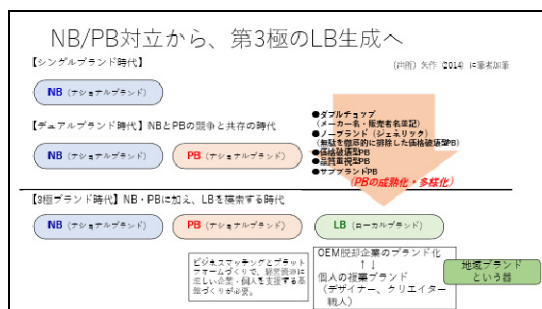 NB/PB対立から、第3極のLB生成へ
【シングルブランド時代】
(出所) 矢作 (2014) に筆者加筆
NB (ナショナルブランド)
【デュアルブランド時代】NBとPBの競争と共存の時代
NB (ナショナルブランド)
PB (ナショナルブランド)
●ダブルチョップ
(メーカー名・販売者名並記)
●ノーブランド (ジェネリック)
(無駄を徹底的に排除した価格破壊型PB)
●価格破壊型PB
●品質重視型PB
●サブブランドPB
(PBの成熟化・多様化)
【3極ブランド時代】NB・PBに加え、LBを模索する時代
NB (ナショナルブランド)
PB (ナショナルブランド)
LB (ローカルブランド)
ビジネスマッチングとプラット
フォームづくりで、経営資源に
乏しい企業・個人を支援する基
盤づくりが必要。
OEM脱却企業のブランド化
↑↓
個人の複業ブランド
(デザイナー、クリエイター
職人)
地域ブランド
という器